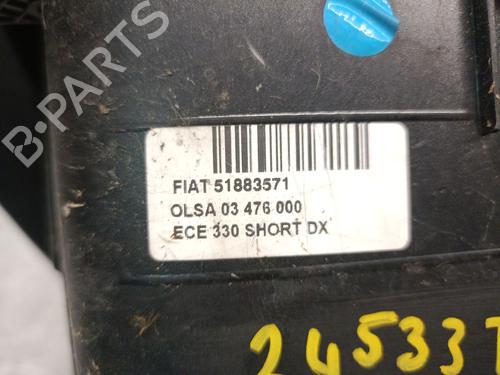 B-PARTS
FIAT 51883571
OLSA 03 476 000
ECE 330 SHORT DX
24533